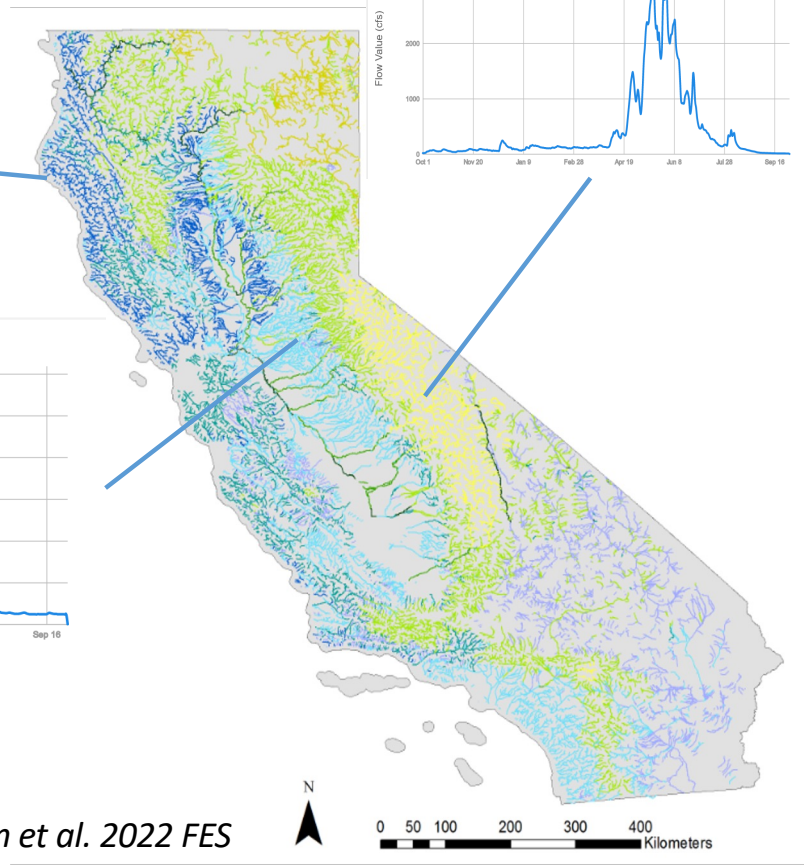 Flow Value (cfs)
2000
1000
0
Oct 1 Nov 20 Jan 9 Feb 28 Apr 19 Jun 8 Jul 28 Sep 16
Sep 16
N
et al. 2022 FES
0 50 100 200 300 400
Kilometers